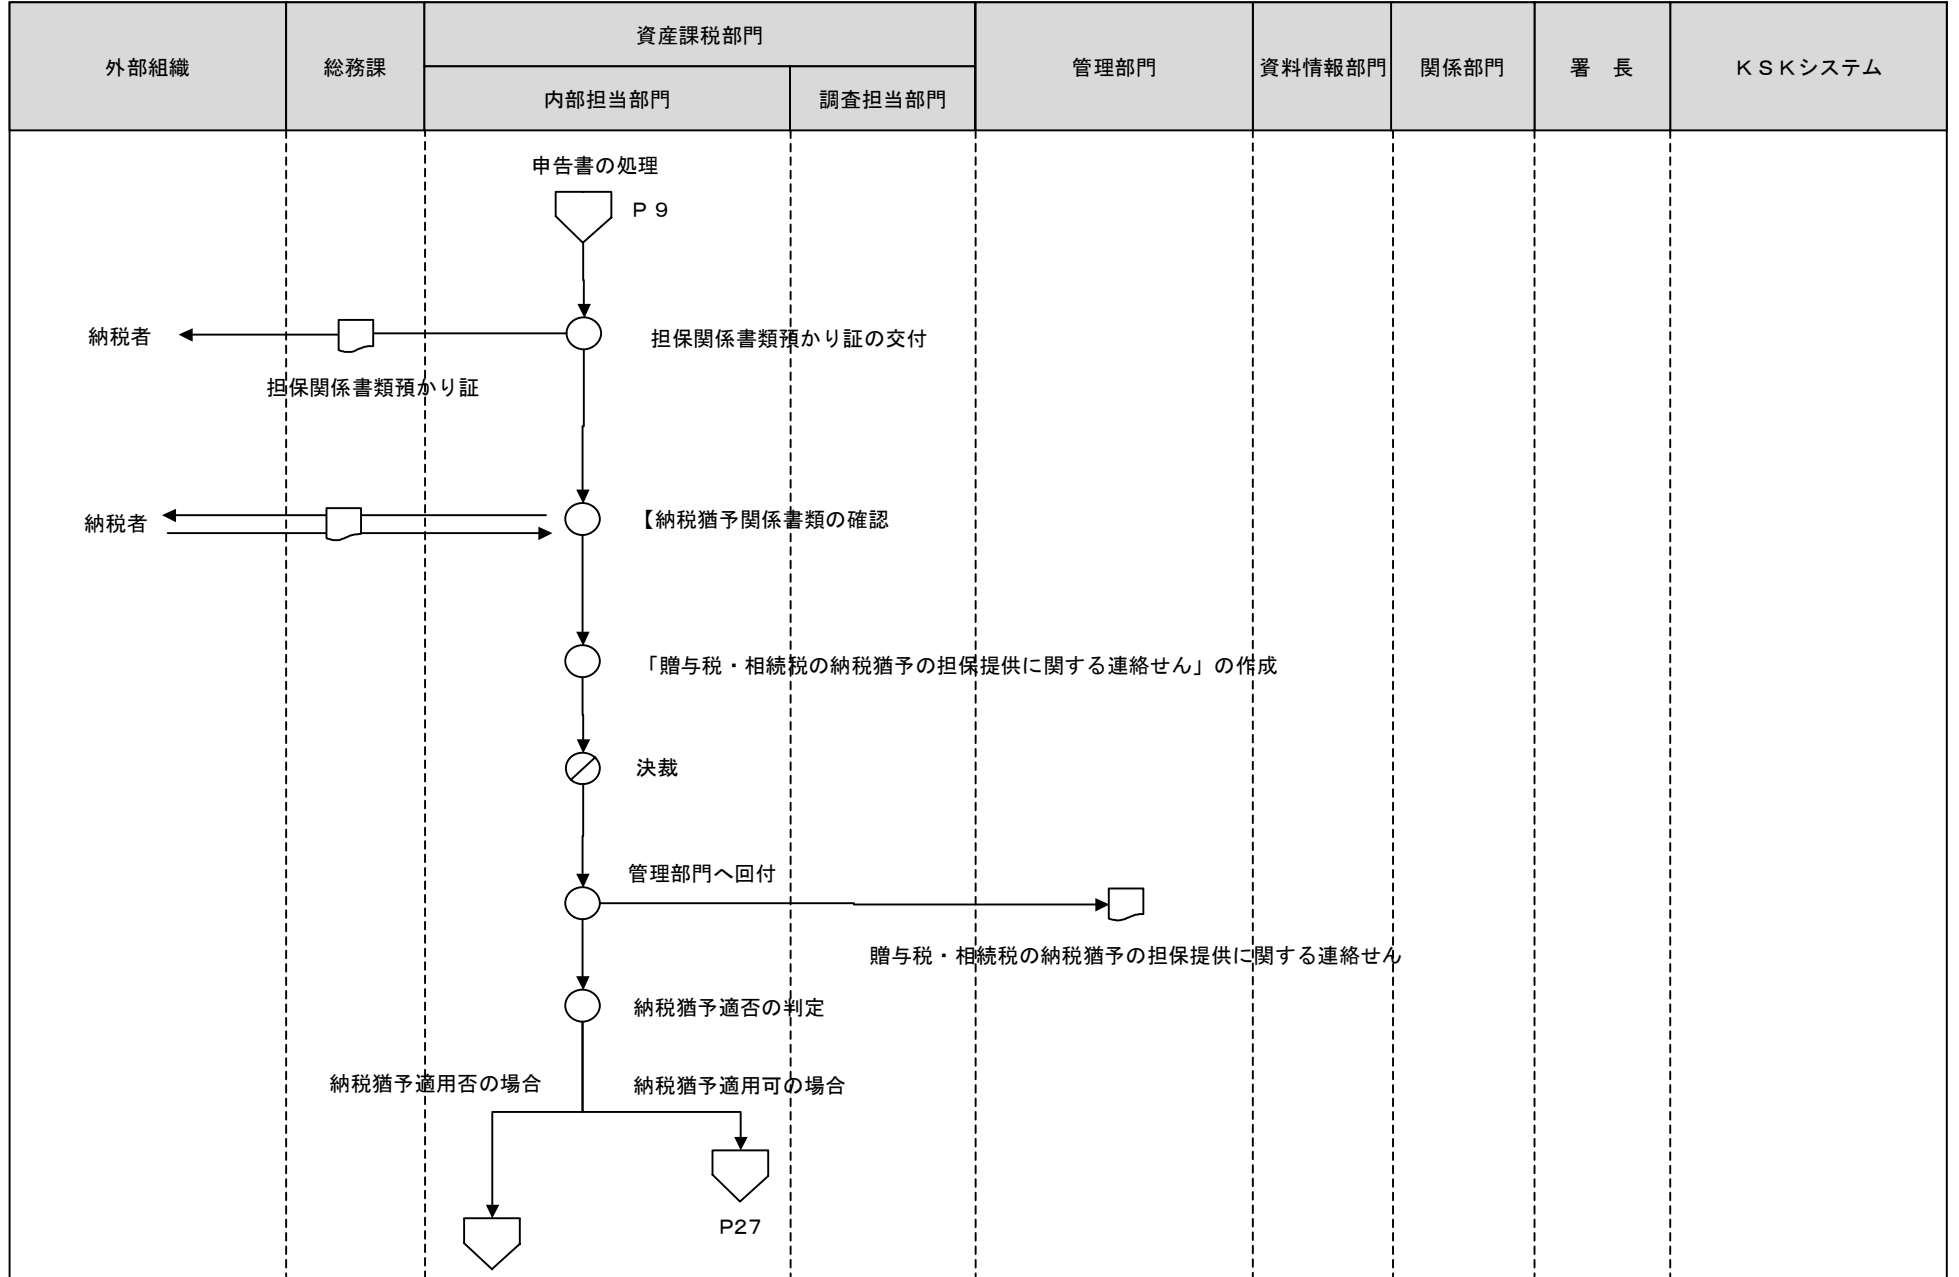 外部組織
総務課
資産課税部門
内部担当部門
調査担当部門
管理部門
資料情報部門
関係部門
署　長
ＫＳＫシステム
申告書の処理
Ｐ９
納税者
担保関係書類預かり証の交付
担保関係書類預かり証
納税者
【納税猶予関係書類の確認
「贈与税・相続税の納税猶予の担保提供に関する連絡せん」の作成
決裁
管理部門へ回付
贈与税・相続税の納税猶予の担保提供に関する連絡せん
納税猶予適否の判定
納税猶予適用否の場合
納税猶予適用可の場合
P27